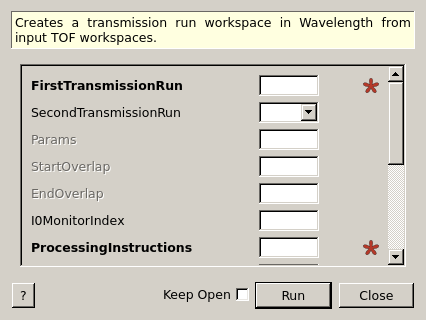 Creates a transmission run workspace in Wavelength from
input TOF workspaces.
FirstTransmissionRun
SecondTransmissionRun
Params
StartOverlap
EndOverlap
I0MonitorIndex
ProcessingInstructions
? Keep Open Run Close